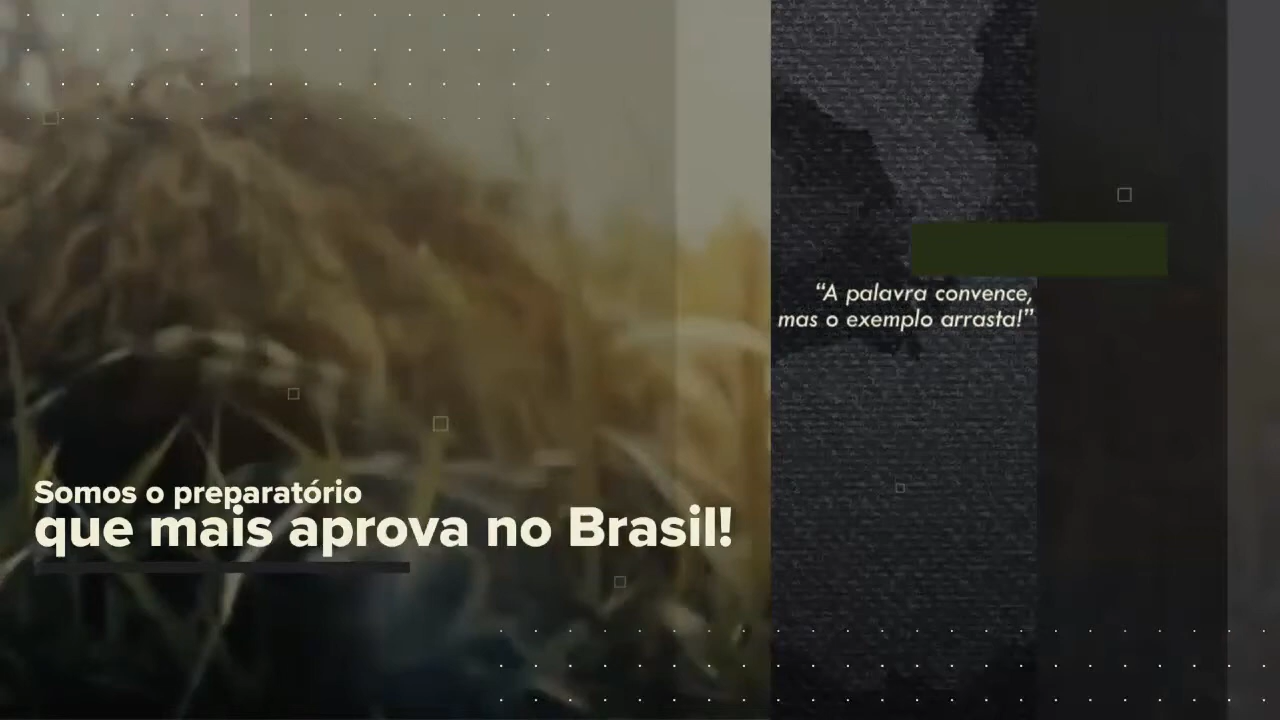 “A palavra convence,
mas o exemplo arrasta!”
Somos o preparatório
que mais aprova no Brasil!